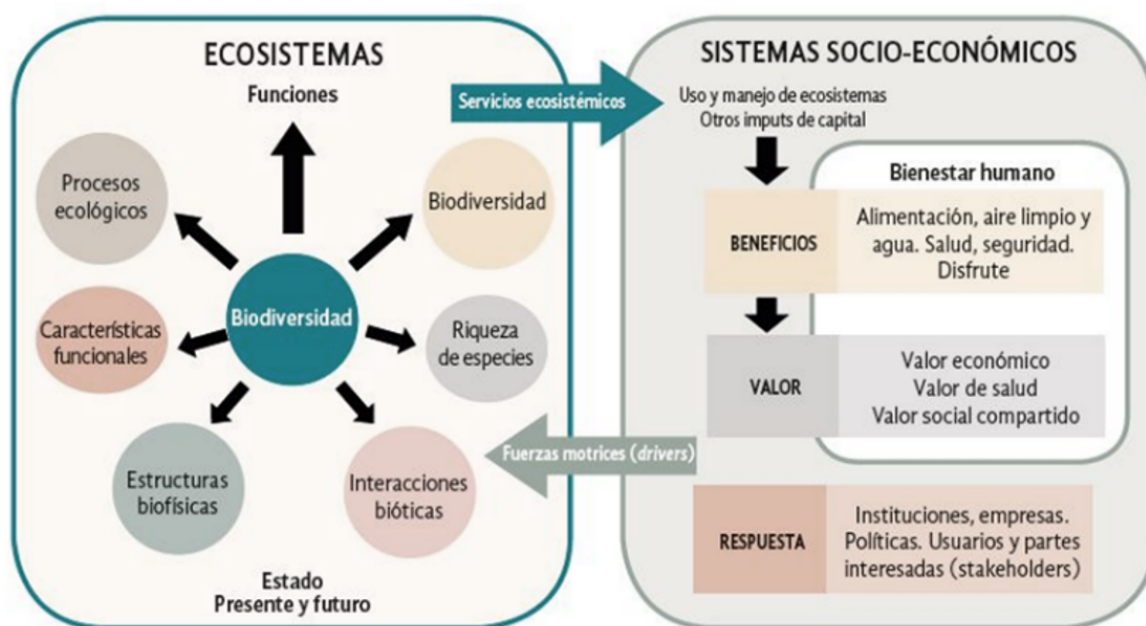 ECOSISTEMAS
Funciones
Procesos
ecológicos
Biodiversidad
Biodiversidad
Características
funcionales
Riqueza
de especies
Estructuras
biofísicas
Interacciones
bióticas
Estado
Presente y futuro
Servicios ecosistémicos
Fuerzas motrices (drivers)
SISTEMAS SOCIO-ECONÓMICOS
Uso y manejo de ecosistemas
Otros imputs de capital
Bienestar humano
BENEFICIOS
Alimentación, aire limpio y
agua. Salud, seguridad.
Disfrute
VALOR
Valor económico
Valor de salud
Valor social compartido
RESPUESTA
Instituciones, empresas.
Políticas. Usuarios y partes
interesadas (stakeholders)